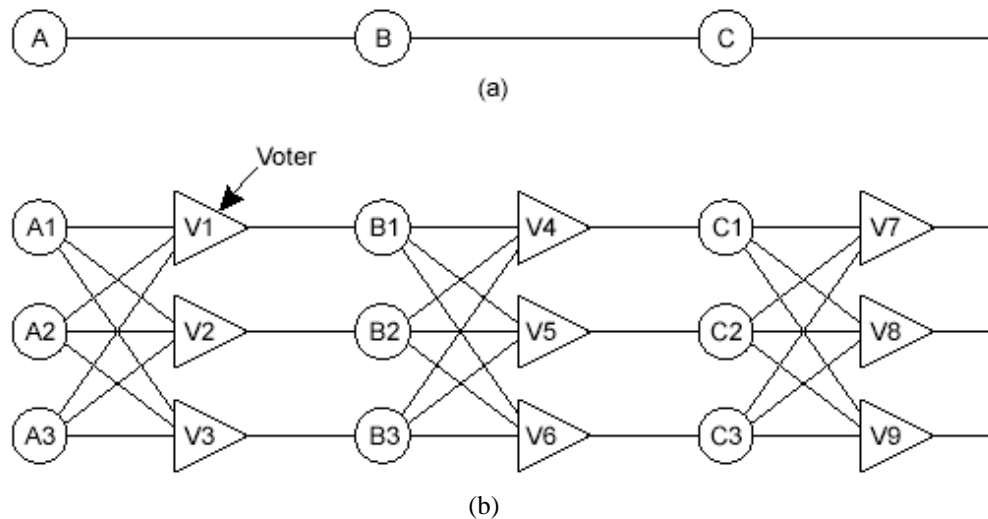 A B C
(a)
Voter
A1 V1 B1 V4 C1 V7
A2 V2 B2 V5 C2 V8
A3 V3 B3 V6 C3 V9
(b)